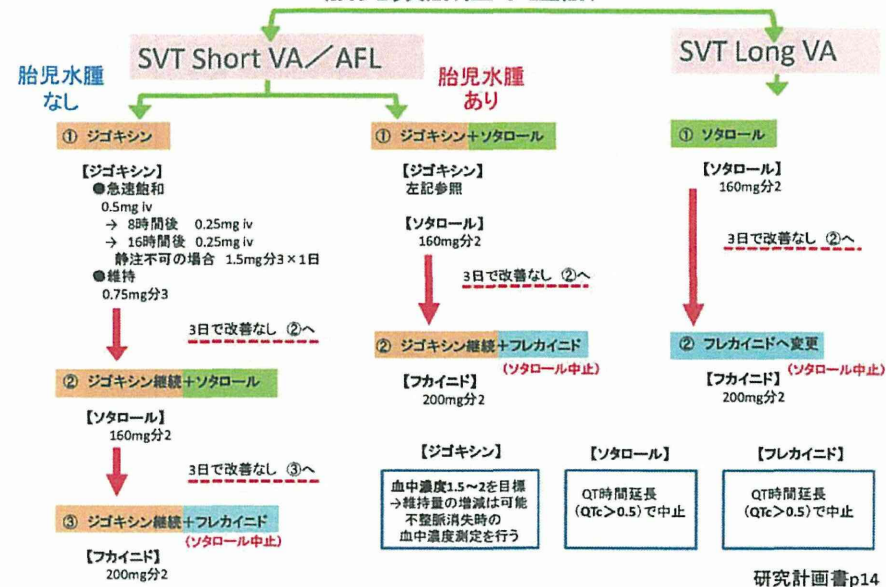 SVT Short VA／AFL
SVT Long VA
胎児水腫
なし
胎児水腫
あり
① ジゴキシン
【ジゴキシン】
●急速飽和
0.5mg iv
→ 8時間後 0.25mg iv
→ 16時間後 0.25mg iv
静注不可の場合 1.5mg分3×1日
●維持
0.75mg分3
3日で改善なし ②へ
② ジゴキシン継続+ソタロール
【ソタロール】
160mg分2
3日で改善なし ③へ
③ ジゴキシン継続+フレカイニド
(ソタロール中止)
【フカイニド】
200mg分2
① ジゴキシン+ソタロール
【ジゴキシン】
左記参照
【ソタロール】
160mg分2
3日で改善なし ②へ
② ジゴキシン継続+フレカイニド
(ソタロール中止)
【フカイニド】
200mg分2
① ソタロール
【ソタロール】
160mg分2
3日で改善なし ②へ
② フレカイニドへ変更
(ソタロール中止)
【フカイニド】
200mg分2
【ジゴキシン】
血中濃度1.5～2を目標
→維持量の増減は可能
不整脈消失時の
血中濃度測定を行う
【ソタロール】
QT時間延長
(QTc＞0.5)で中止
【フレカイニド】
QT時間延長
(QTc＞0.5)で中止
研究計画書p14